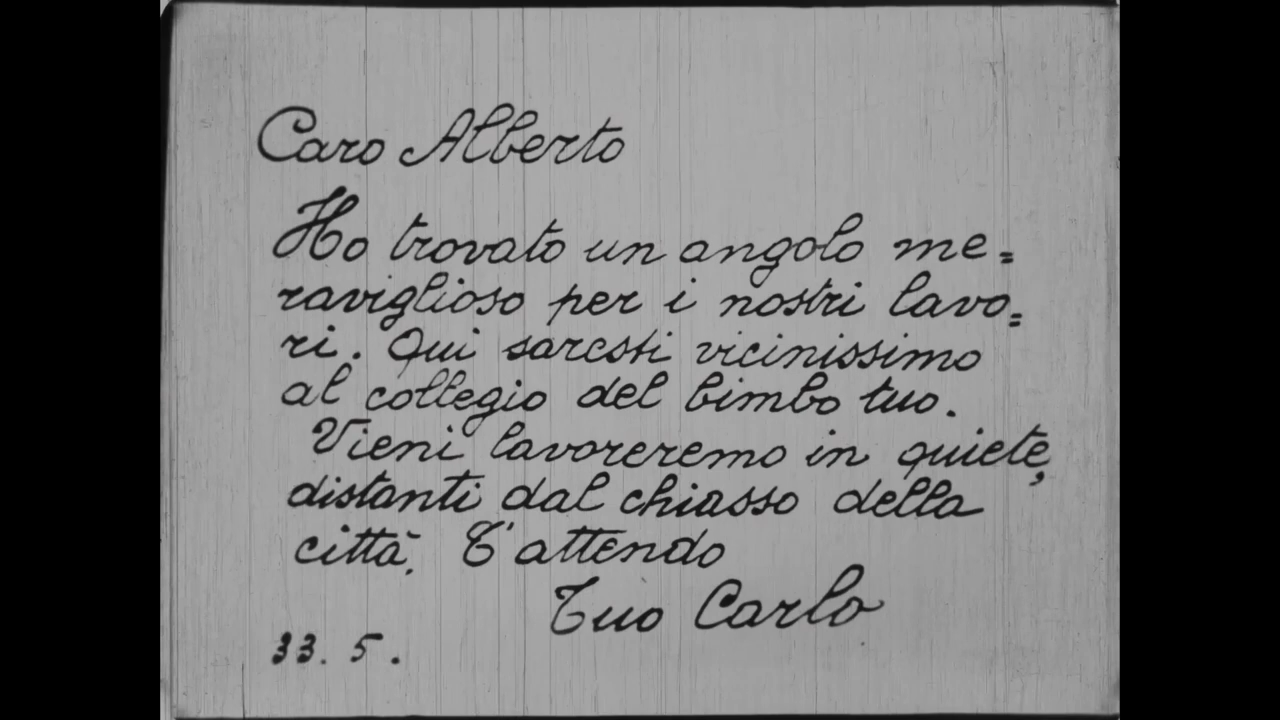 Caro Alberto
Ho trovato un angolo me=
raviglioso per i nostri lavo=
ri. Qui saresti vicinissimo
al collegio del bimbo tuo.
Vieni lavoreremo in quiete,
distanti dal chiasso della
città. T'attendo
Tuo Carlo
33. 5.